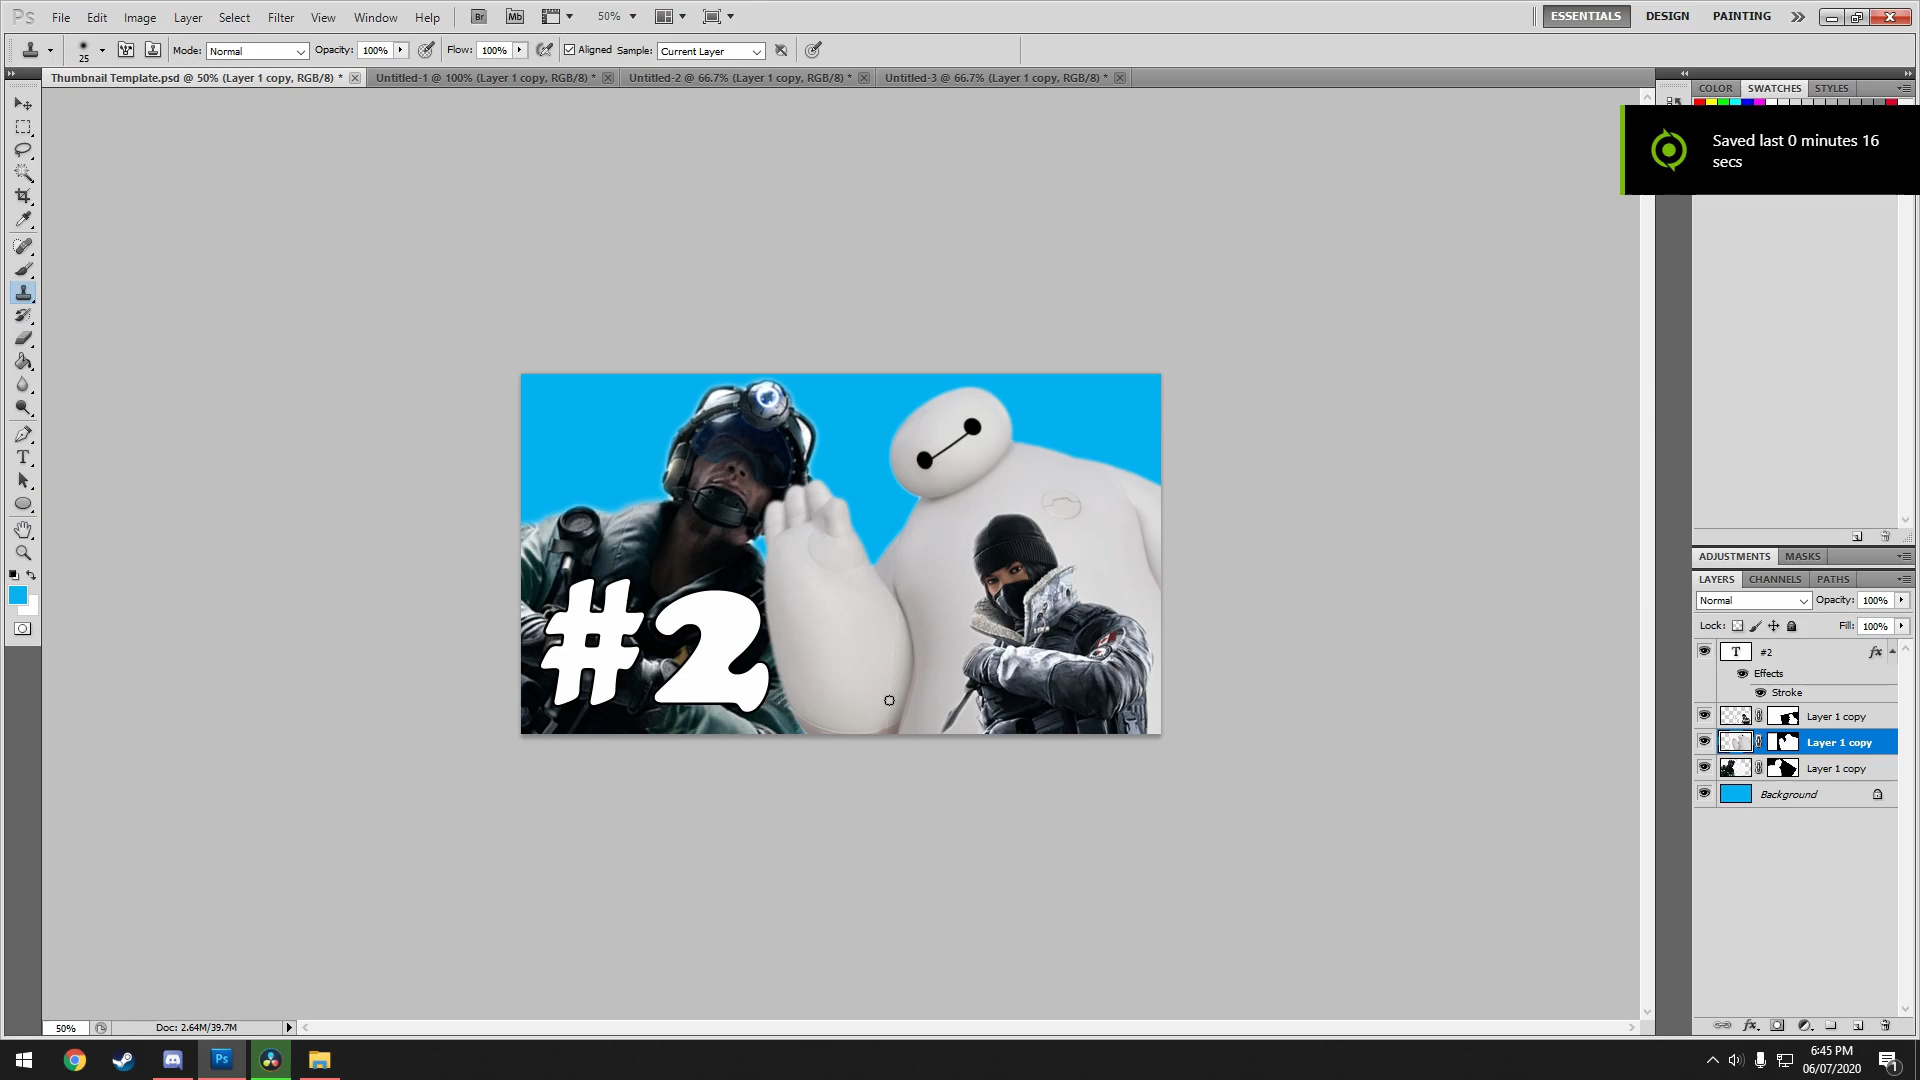 Ps File Edit Image Layer Select Filter View Window Help Br Mb 50% ESSENTIALS DESIGN PAINTING
25 Mode: Normal Opacity: 100% Flow: 100% Aligned Sample: Current Layer
Thumbnail Template.psd @ 50% (Layer 1 copy, RGB/8) * Untitled-1 @ 100% (Layer 1 copy, RGB/8) * Untitled-2 @ 66.7% (Layer 1 copy, RGB/8) * Untitled-3 @ 66.7% (Layer 1 copy, RGB/8) *
COLOR SWATCHES STYLES
Saved last 0 minutes 16
secs
#2
ADJUSTMENTS MASKS
LAYERS CHANNELS PATHS
Normal Opacity: 100%
Lock: Fill: 100%
T #2 fx
Effects
Stroke
Layer 1 copy
Layer 1 copy
Layer 1 copy
Background
fx
50% Doc: 2.64M/39.7M
Ps
6:45 PM
06/07/2020
1